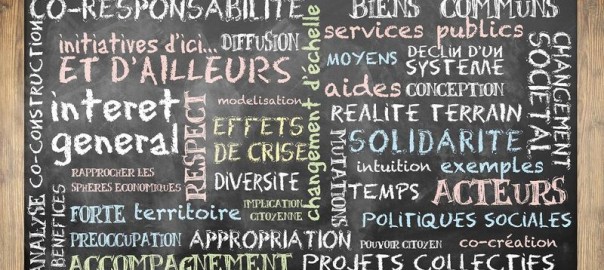 CO-RESPONSABILITE
BIENS COMMUNS
CO-CONSTRUCTION
initiatives d'ici...
DIFFUSION
ET D'AILLEURS
changement d'échelle
services publics
MOYENS
DECLIN D'UN
SYSTEME
CHANGEMENT
SOCIETAL
interet
general
RESPECT
modelisation
EFFETS
DE CRISE
aides
CONCEPTION
REALITE TERRAIN
MUTATIONS
SOLIDARITE
RAPPROCHER LES
SPHERES ECONOMIQUES
DIVERSITE
intuition
exemples
TEMPS
ACTEURS
ANALYSE
BENEFICES
FORTE
territoire
IMPLICATION
CITOYENNE
POLITIQUES SOCIALES
PREOCCUPATION
APPROPRIATION
POUVOIR CITOYEN
co-création
ACCOMPAGNEMENT
PROJETS COLLECTIFS